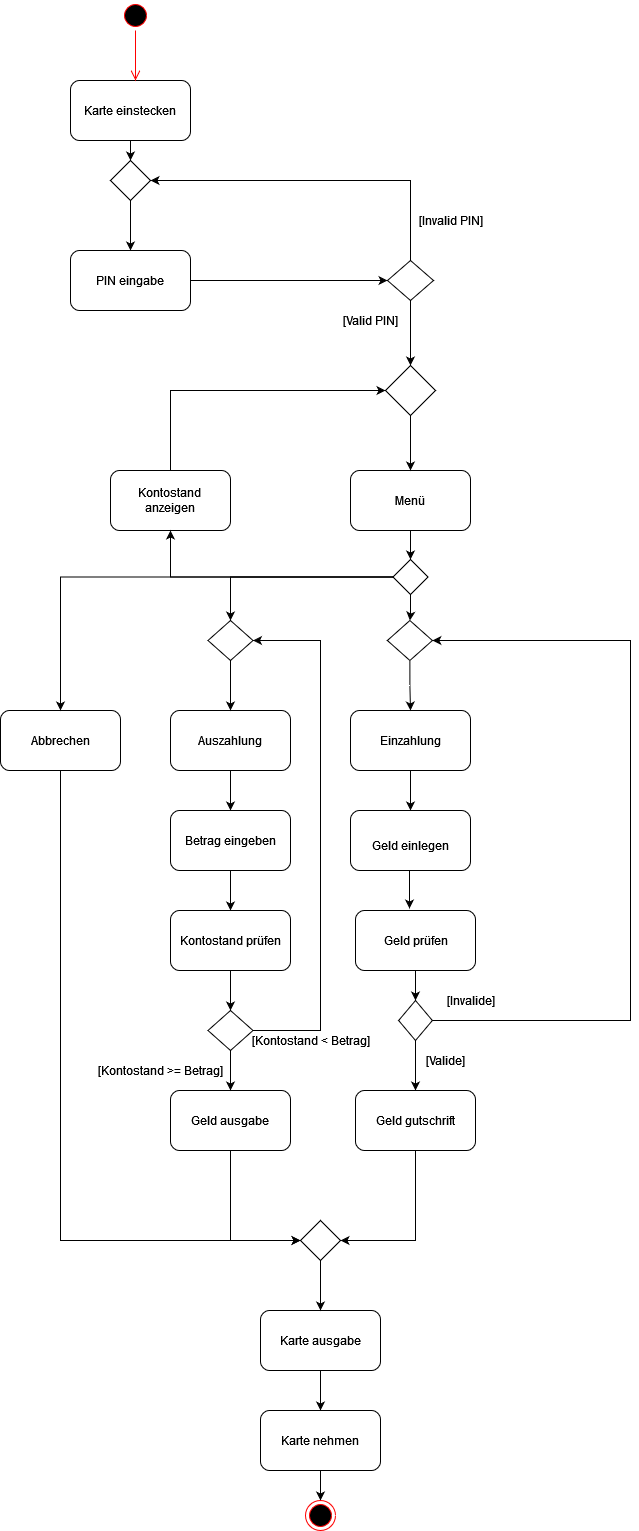 Karte einstecken
[Invalid PIN]
PIN eingabe
[Valid PIN]
Kontostand
anzeigen
Menü
Abbrechen
Auszahlung
Einzahlung
Betrag eingeben
Geld einlegen
Kontostand prüfen
Geld prüfen
[Invalide]
[Kontostand < Betrag]
[Valide]
[Kontostand >= Betrag]
Geld ausgabe
Geld gutschrift
Karte ausgabe
Karte nehmen